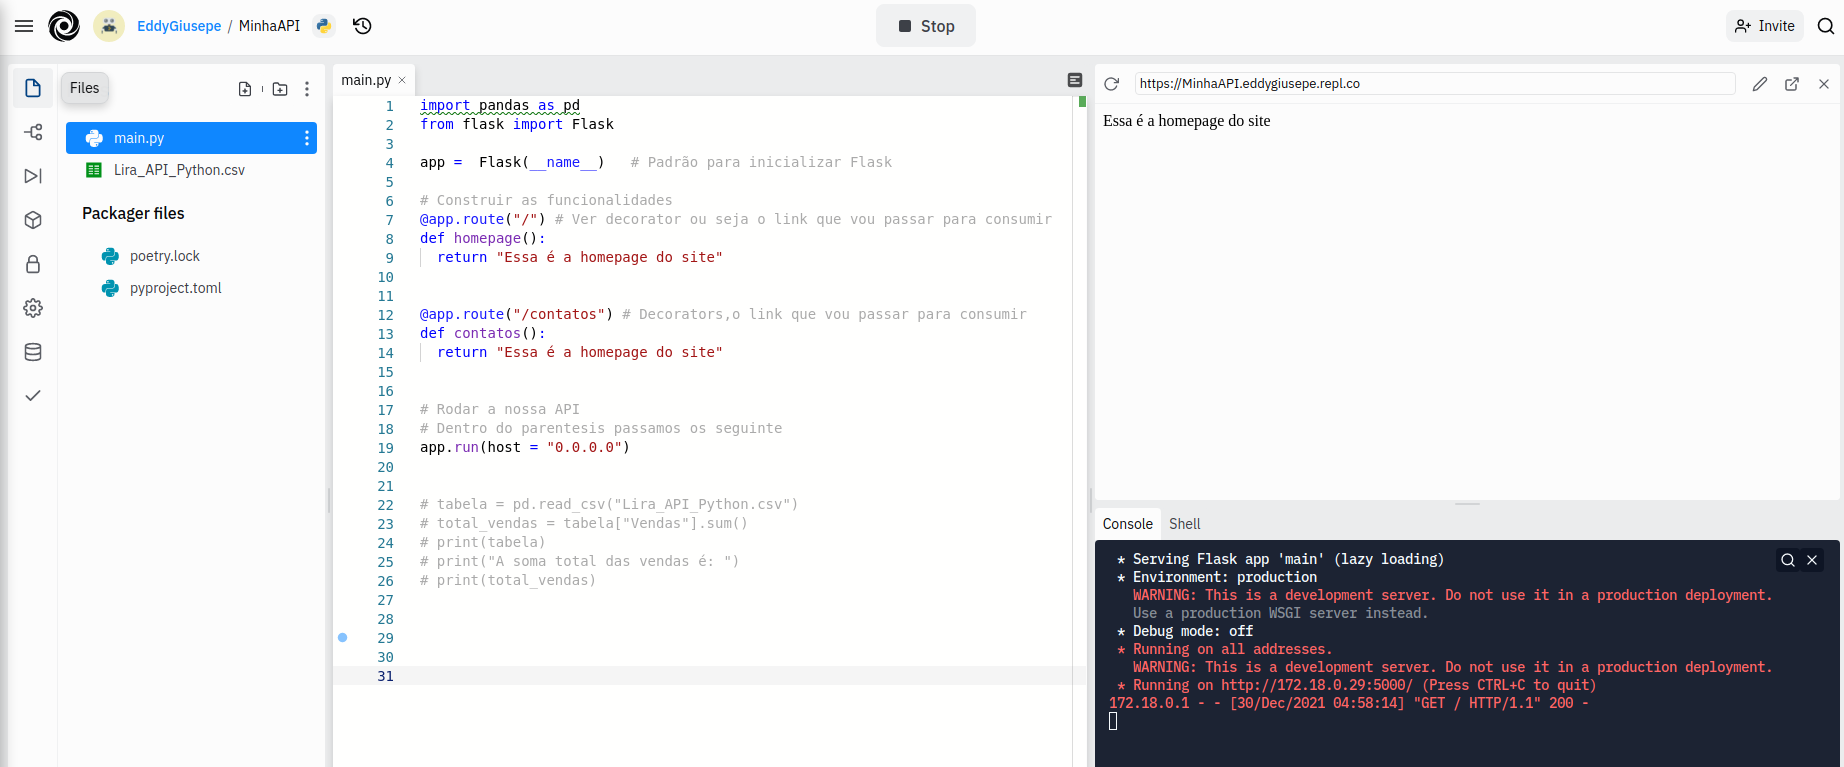 EddyGiusepe / MinhaAPI
Stop
Invite
Files
main.py
Lira_API_Python.csv
Packager files
poetry.lock
pyproject.toml
main.py ×
1 import pandas as pd
2 from flask import Flask
3
4 app =  Flask(__name__)   # Padrão para inicializar Flask
5
6 # Construir as funcionalidades
7 @app.route("/") # Ver decorator ou seja o link que vou passar para consumir
8 def homepage():
9   return "Essa é a homepage do site"
10
11
12 @app.route("/contatos") # Decorators,o link que vou passar para consumir
13 def contatos():
14   return "Essa é a homepage do site"
15
16
17 # Rodar a nossa API
18 # Dentro do parentesis passamos os seguinte
19 app.run(host = "0.0.0.0")
20
21
22 # tabela = pd.read_csv("Lira_API_Python.csv")
23 # total_vendas = tabela["Vendas"].sum()
24 # print(tabela)
25 # print("A soma total das vendas é: ")
26 # print(total_vendas)
27
28
29
30
31
https://MinhaAPI.eddygiusepe.repl.co
Essa é a homepage do site
Console Shell
* Serving Flask app 'main' (lazy loading)
* Environment: production
WARNING: This is a development server. Do not use it in a production deployment.
Use a production WSGI server instead.
* Debug mode: off
* Running on all addresses.
WARNING: This is a development server. Do not use it in a production deployment.
* Running on http://172.18.0.29:5000/ (Press CTRL+C to quit)
172.18.0.1 - - [30/Dec/2021 04:58:14] "GET / HTTP/1.1" 200 -